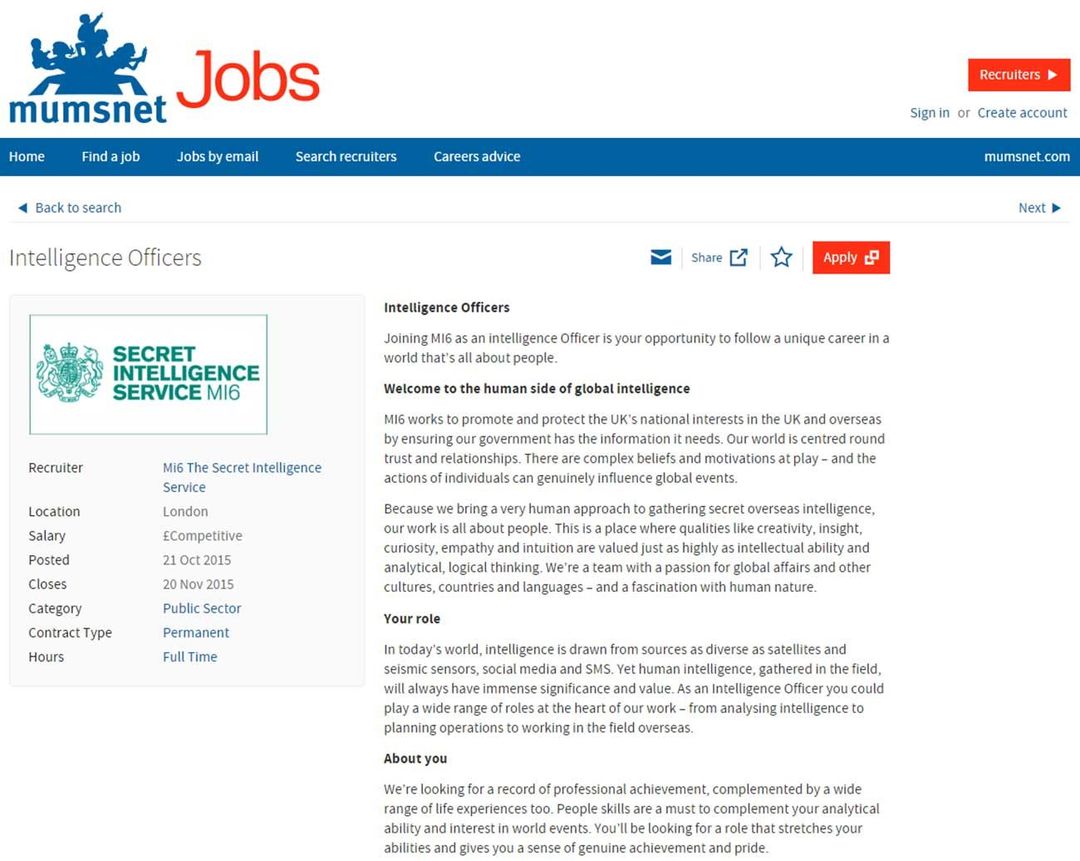 mumsnet Jobs
Recruiters
Sign in or Create account
Home Find a job Jobs by email Search recruiters Careers advice mumsnet.com
Back to search Next
Intelligence Officers
Share Apply
SECRET
INTELLIGENCE
SERVICE MI6
Recruiter Mi6 The Secret Intelligence
Service
Location London
Salary £Competitive
Posted 21 Oct 2015
Closes 20 Nov 2015
Category Public Sector
Contract Type Permanent
Hours Full Time
Intelligence Officers
Joining MI6 as an intelligence Officer is your opportunity to follow a unique career in a
world that's all about people.
Welcome to the human side of global intelligence
MI6 works to promote and protect the UK's national interests in the UK and overseas
by ensuring our government has the information it needs. Our world is centred round
trust and relationships. There are complex beliefs and motivations at play – and the
actions of individuals can genuinely influence global events.
Because we bring a very human approach to gathering secret overseas intelligence,
our work is all about people. This is a place where qualities like creativity, insight,
curiosity, empathy and intuition are valued just as highly as intellectual ability and
analytical, logical thinking. We're a team with a passion for global affairs and other
cultures, countries and languages – and a fascination with human nature.
Your role
In today's world, intelligence is drawn from sources as diverse as satellites and
seismic sensors, social media and SMS. Yet human intelligence, gathered in the field,
will always have immense significance and value. As an Intelligence Officer you could
play a wide range of roles at the heart of our work – from analysing intelligence to
planning operations to working in the field overseas.
About you
We're looking for a record of professional achievement, complemented by a wide
range of life experiences too. People skills are a must to complement your analytical
ability and interest in world events. You'll be looking for a role that stretches your
abilities and gives you a sense of genuine achievement and pride.